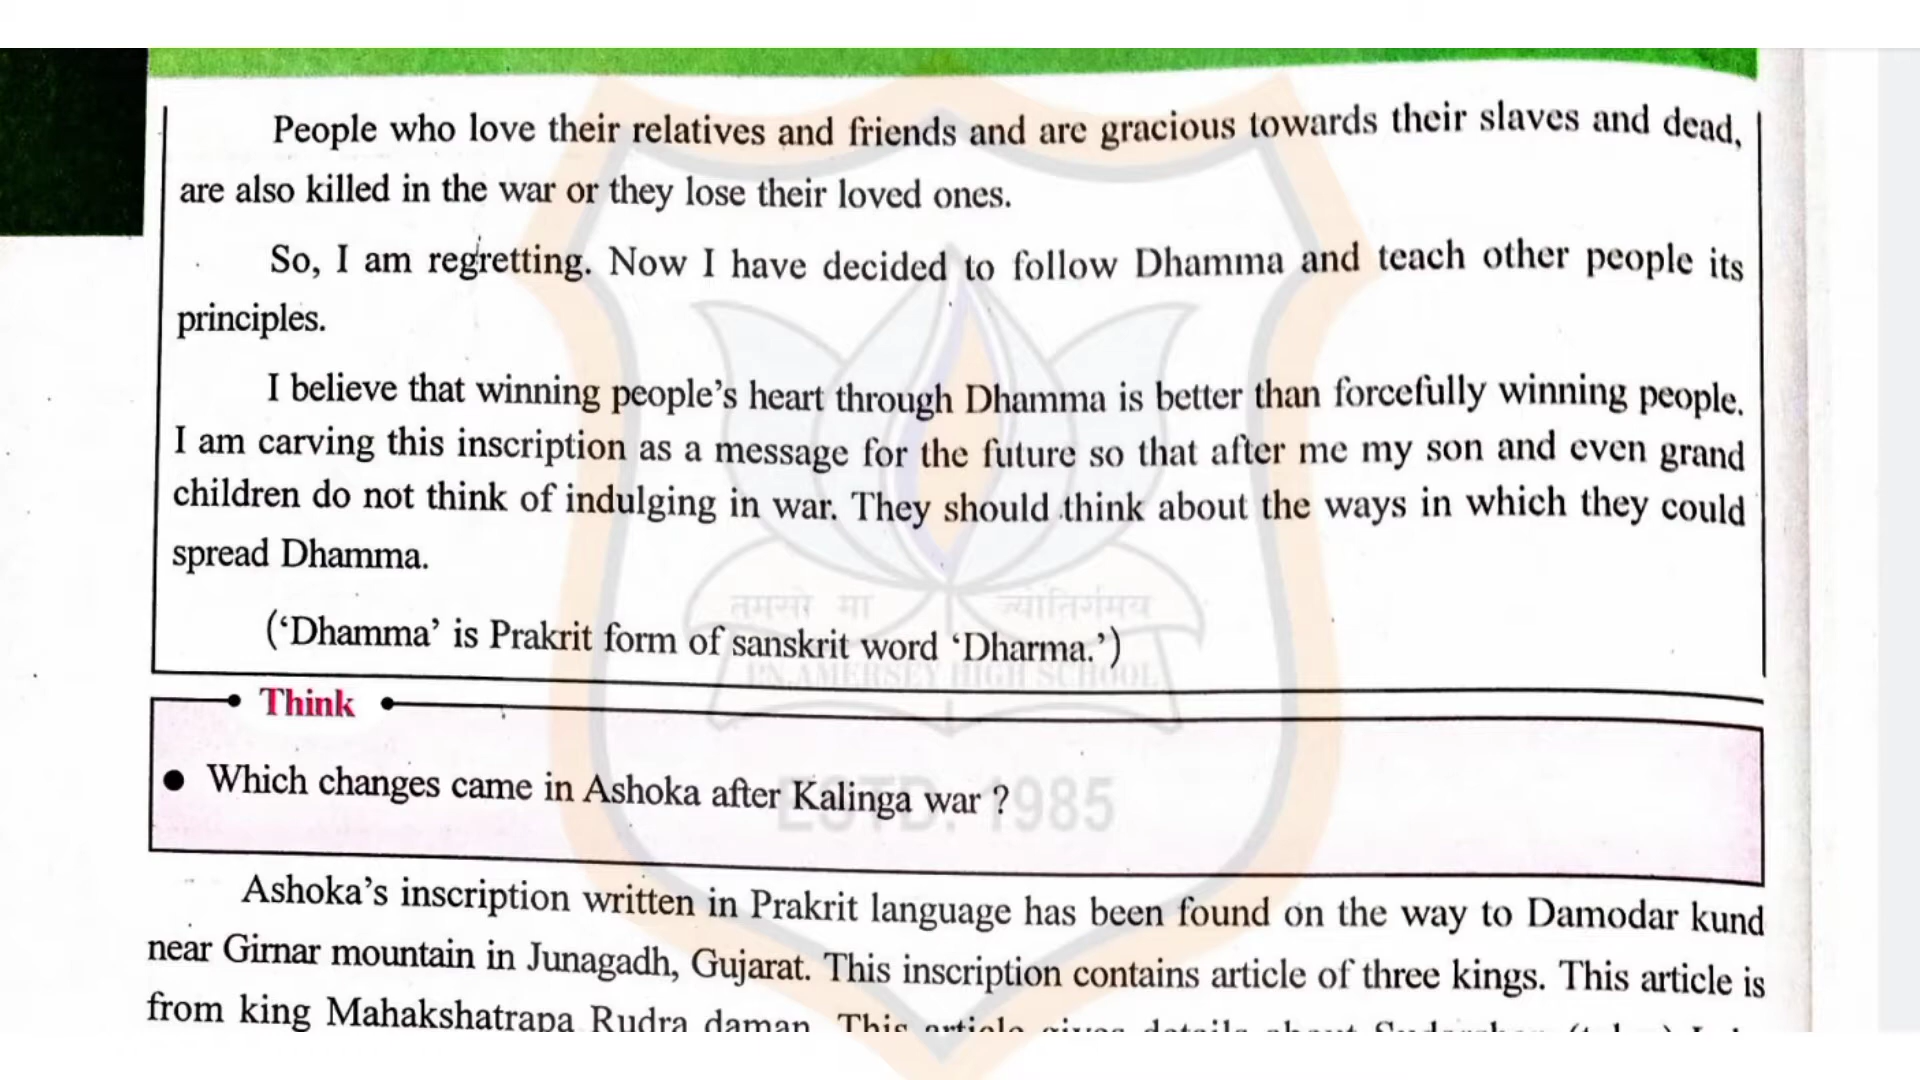 People who love their relatives and friends and are gracious towards their slaves and dead,
are also killed in the war or they lose their loved ones.
So, I am regretting. Now I have decided to follow Dhamma and teach other people its
principles.
I believe that winning people's heart through Dhamma is better than forcefully winning people.
I am carving this inscription as a message for the future so that after me my son and even grand
children do not think of indulging in war. They should think about the ways in which they could
spread Dhamma.
तमसो मा ज्योतिर्गमय
('Dhamma' is Prakrit form of sanskrit word 'Dharma.')
P.N.AMERSEY HIGH SCHOOL
Think
● Which changes came in Ashoka after Kalinga war ?
ESTD. 1985
Ashoka's inscription written in Prakrit language has been found on the way to Damodar kund
near Girnar mountain in Junagadh, Gujarat. This inscription contains article of three kings. This article is
from king Mahakshatrapa Rudra daman. This article gives details about